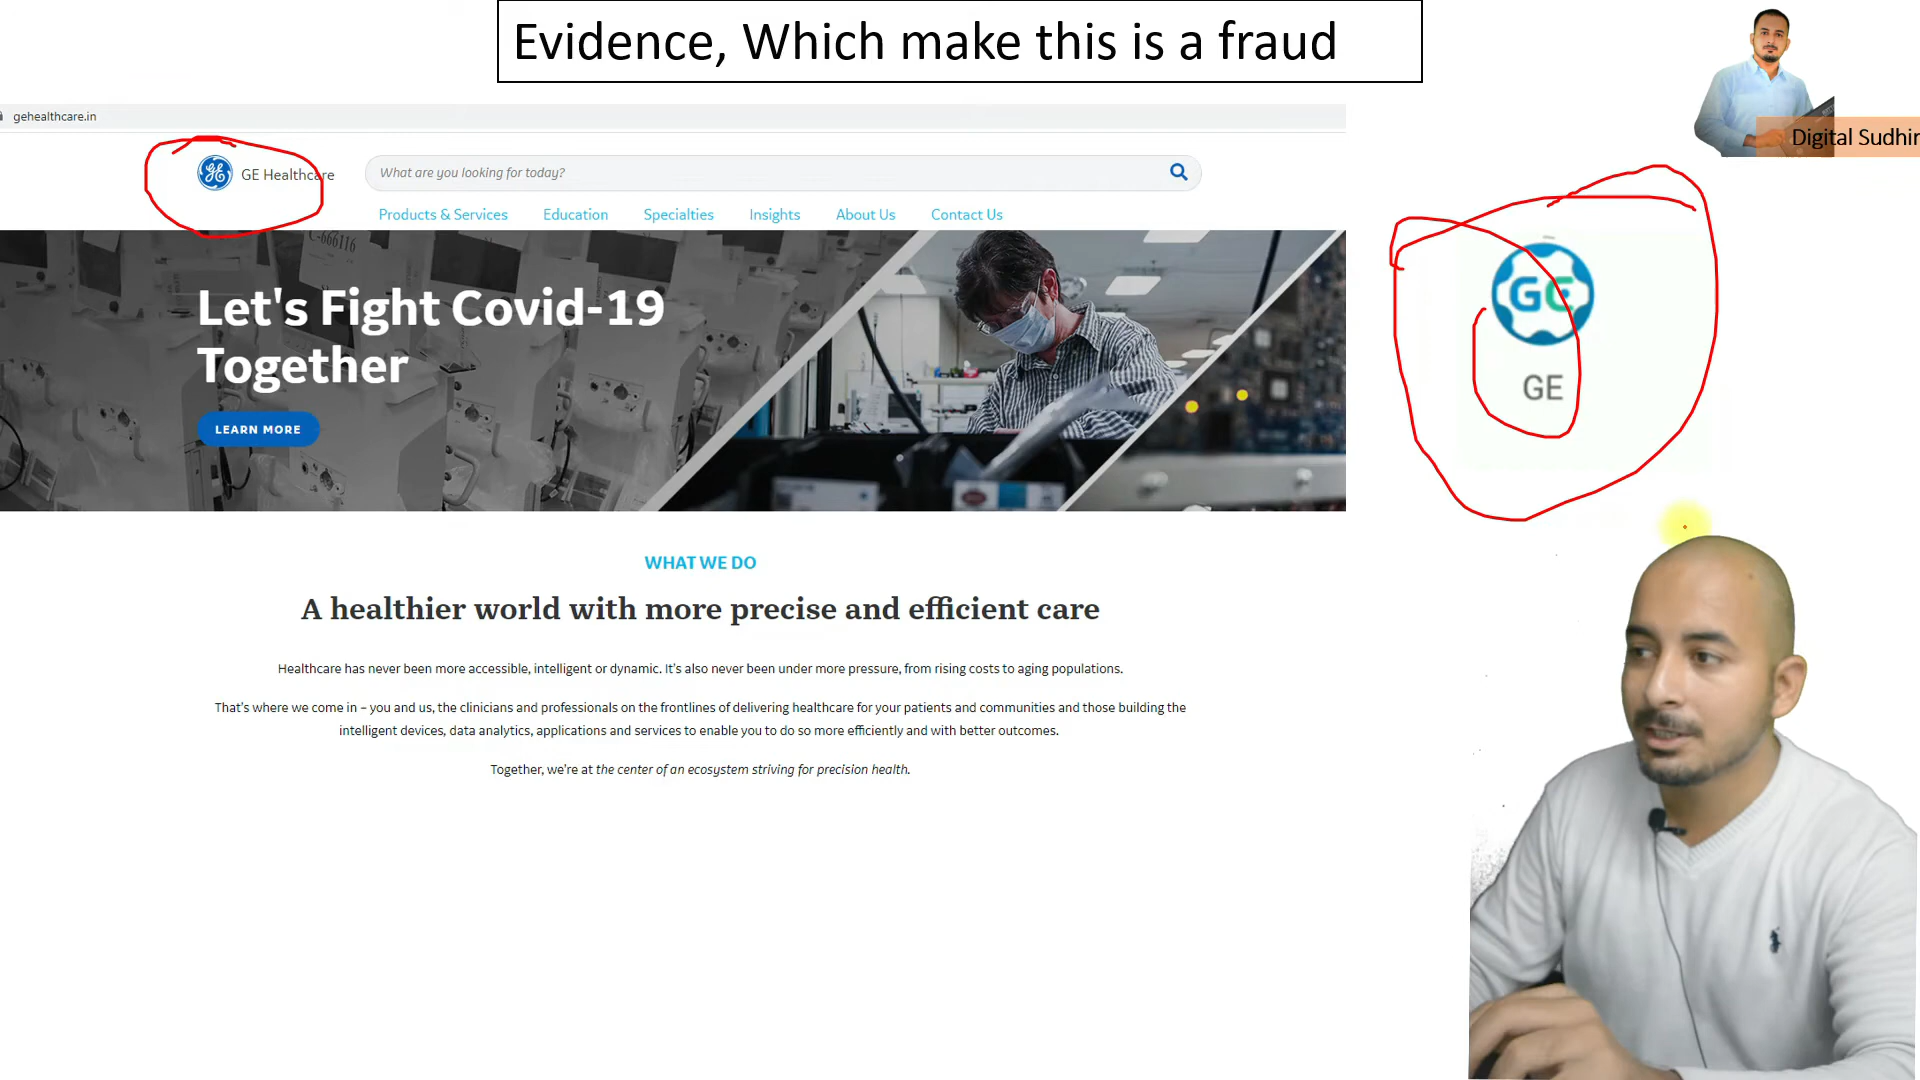 Evidence, Which make this is a fraud
Digital Sudhir
gehealthcare.in
GE Healthcare
What are you looking for today?
Products & Services Education Specialties Insights About Us Contact Us
C-666116
Let's Fight Covid-19
Together
LEARN MORE
GE
GE
WHAT WE DO
A healthier world with more precise and efficient care
Healthcare has never been more accessible, intelligent or dynamic. It's also never been under more pressure, from rising costs to aging populations.
That's where we come in – you and us, the clinicians and professionals on the frontlines of delivering healthcare for your patients and communities and those building the
intelligent devices, data analytics, applications and services to enable you to do so more efficiently and with better outcomes.
Together, we're at the center of an ecosystem striving for precision health.